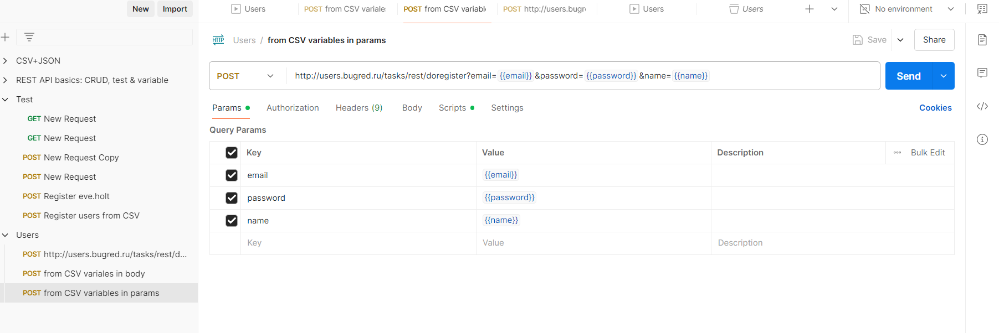 New Import
Users
POST from CSV variales
POST from CSV variabl
POST http://users.bugr
Users
Users
No environment
CSV+JSON
REST API basics: CRUD, test & variable
Test
GET New Request
GET New Request
POST New Request Copy
POST New Request
POST Register eve.holt
POST Register users from CSV
Users
POST http://users.bugred.ru/tasks/rest/d...
POST from CSV variales in body
POST from CSV variables in params
HTTP Users / from CSV variables in params
Save Share
POST http://users.bugred.ru/tasks/rest/doregister?email={{email}}&password={{password}}&name={{name}}
Send
Params Authorization Headers (9) Body Scripts Settings Cookies
Query Params
Key Value Description Bulk Edit
email {{email}}
password {{password}}
name {{name}}
Key Value Description